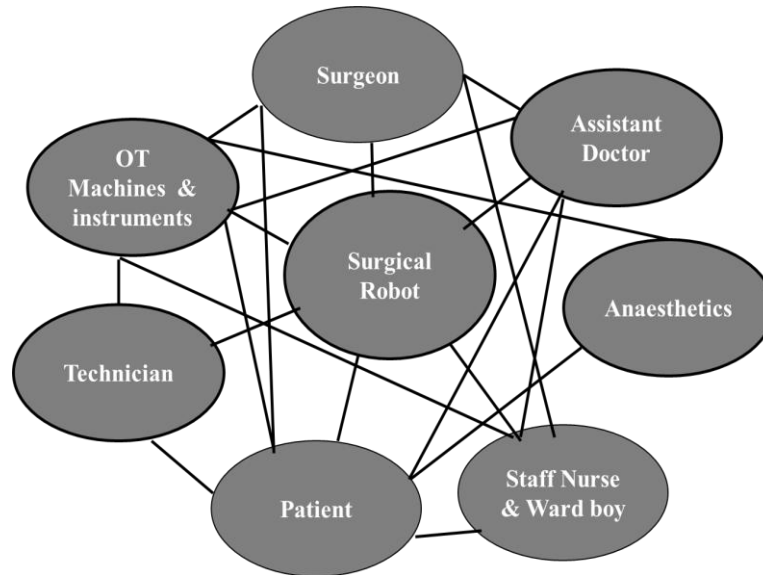 Surgeon
Assistant
Doctor
OT
Machines &
instruments
Surgical
Robot
Anaesthetics
Technician
Staff Nurse
& Ward boy
Patient